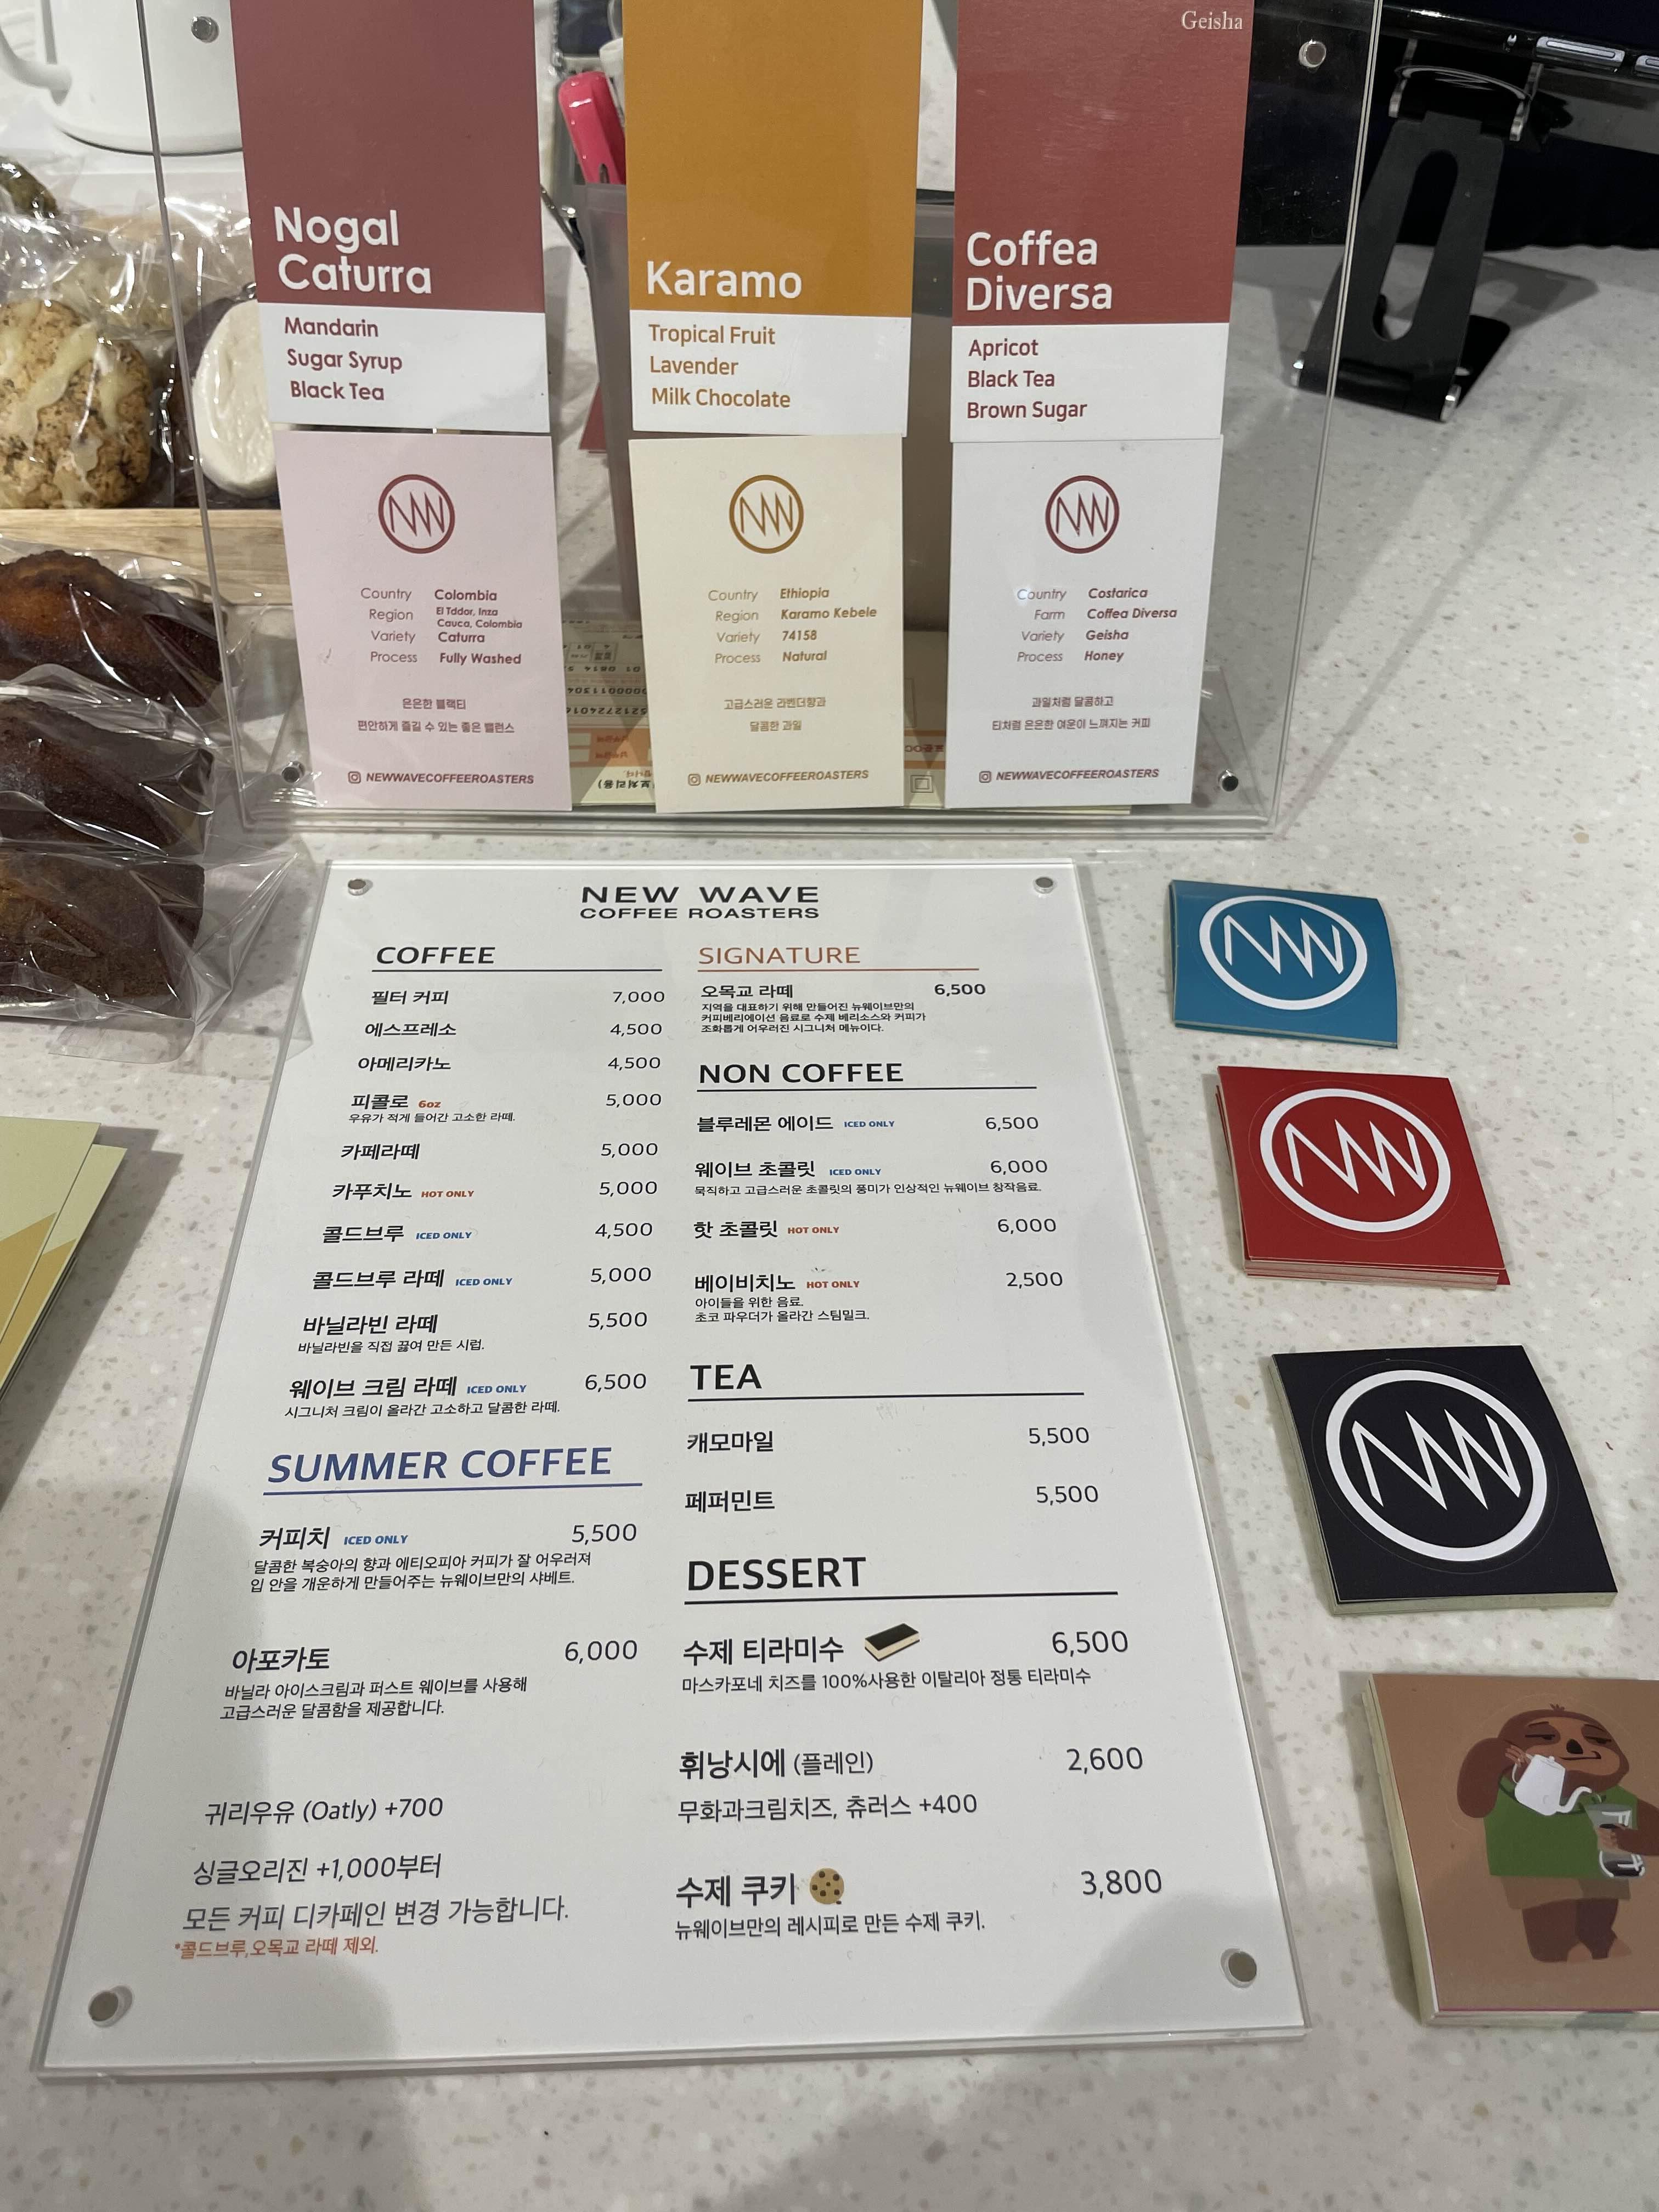 Geisha
Nogal
Caturra
Mandarin
Sugar Syrup
Black Tea
Country Colombia
Region El Tddor, Inza
Cauca, Colombia
Variety Caturra
Process Fully Washed
은은한 블랙티
편안하게 즐길 수 있는 좋은 밸런스
NEWWAVECOFFEEROASTERS
Karamo
Tropical Fruit
Lavender
Milk Chocolate
Country Ethiopia
Region Karamo Kebele
Variety 74158
Process Natural
고급스러운 라벤더향과
달콤한 과일
NEWWAVECOFFEEROASTERS
Coffea
Diversa
Apricot
Black Tea
Brown Sugar
Country Costarica
Farm Coffea Diversa
Variety Geisha
Process Honey
과일처럼 달콤하고
티처럼 은은한 여운이 느껴지는 커피
NEWWAVECOFFEEROASTERS
NEW WAVE
COFFEE ROASTERS
COFFEE
필터 커피 7,000
에스프레소 4,500
아메리카노 4,500
피콜로 6oz 5,000
우유가 적게 들어간 고소한 라떼.
카페라떼 5,000
카푸치노 HOT ONLY 5,000
콜드브루 ICED ONLY 4,500
콜드브루 라떼 ICED ONLY 5,000
바닐라빈 라떼 5,500
바닐라빈을 직접 끓여 만든 시럽.
웨이브 크림 라떼 ICED ONLY 6,500
시그니처 크림이 올라간 고소하고 달콤한 라떼.
SUMMER COFFEE
커피치 ICED ONLY 5,500
달콤한 복숭아의 향과 에티오피아 커피가 잘 어우러져
입 안을 개운하게 만들어주는 뉴웨이브만의 샤베트.
아포카토 6,000
바닐라 아이스크림과 퍼스트 웨이브를 사용해
고급스러운 달콤함을 제공합니다.
귀리우유 (Oatly) +700
싱글오리진 +1,000부터
모든 커피 디카페인 변경 가능합니다.
*콜드브루,오목교 라떼 제외.
SIGNATURE
오목교 라떼 6,500
지역을 대표하기 위해 만들어진 뉴웨이브만의
커피베리에이션 음료로 수제 베리소스와 커피가
조화롭게 어우러진 시그니처 메뉴이다.
NON COFFEE
블루레몬 에이드 ICED ONLY 6,500
웨이브 초콜릿 ICED ONLY 6,000
묵직하고 고급스러운 초콜릿의 풍미가 인상적인 뉴웨이브 창작음료.
핫 초콜릿 HOT ONLY 6,000
베이비치노 HOT ONLY 2,500
아이들을 위한 음료.
초코 파우더가 올라간 스팀밀크.
TEA
캐모마일 5,500
페퍼민트 5,500
DESSERT
수제 티라미수 6,500
마스카포네 치즈를 100%사용한 이탈리아 정통 티라미수
휘낭시에 (플레인) 2,600
무화과크림치즈, 츄러스 +400
수제 쿠키 3,800
뉴웨이브만의 레시피로 만든 수제 쿠키.